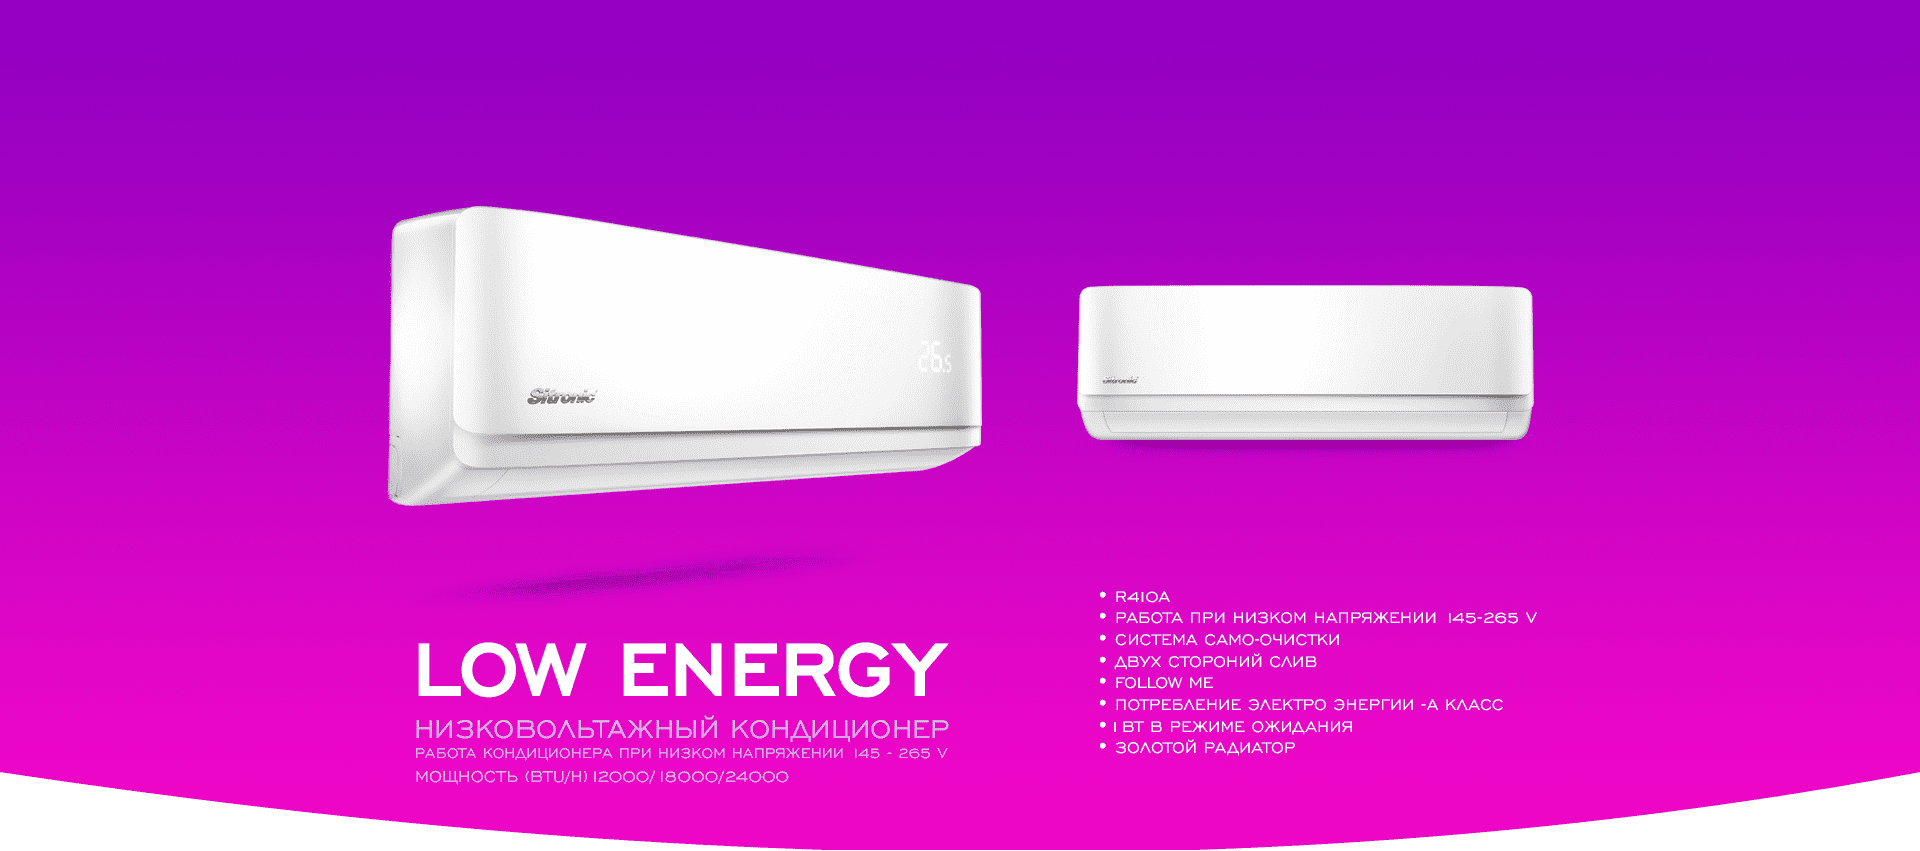 26.5
Sitronic
Sitronic
LOW ENERGY
НИЗКОВОЛЬТАЖНЫЙ КОНДИЦИОНЕР
РАБОТА КОНДИЦИОНЕРА ПРИ НИЗКОМ НАПРЯЖЕНИИ 145 - 265 V
МОЩНОСТЬ (BTU/H) 12000/ 18000/24000
• R410A
• РАБОТА ПРИ НИЗКОМ НАПРЯЖЕНИИ 145-265 V
• СИСТЕМА САМО-ОЧИСТКИ
• ДВУХ СТОРОНИЙ СЛИВ
• FOLLOW ME
• ПОТРЕБЛЕНИЕ ЭЛЕКТРО ЭНЕРГИИ -А КЛАСС
• 1 ВТ В РЕЖИМЕ ОЖИДАНИЯ
• ЗОЛОТОЙ РАДИАТОР